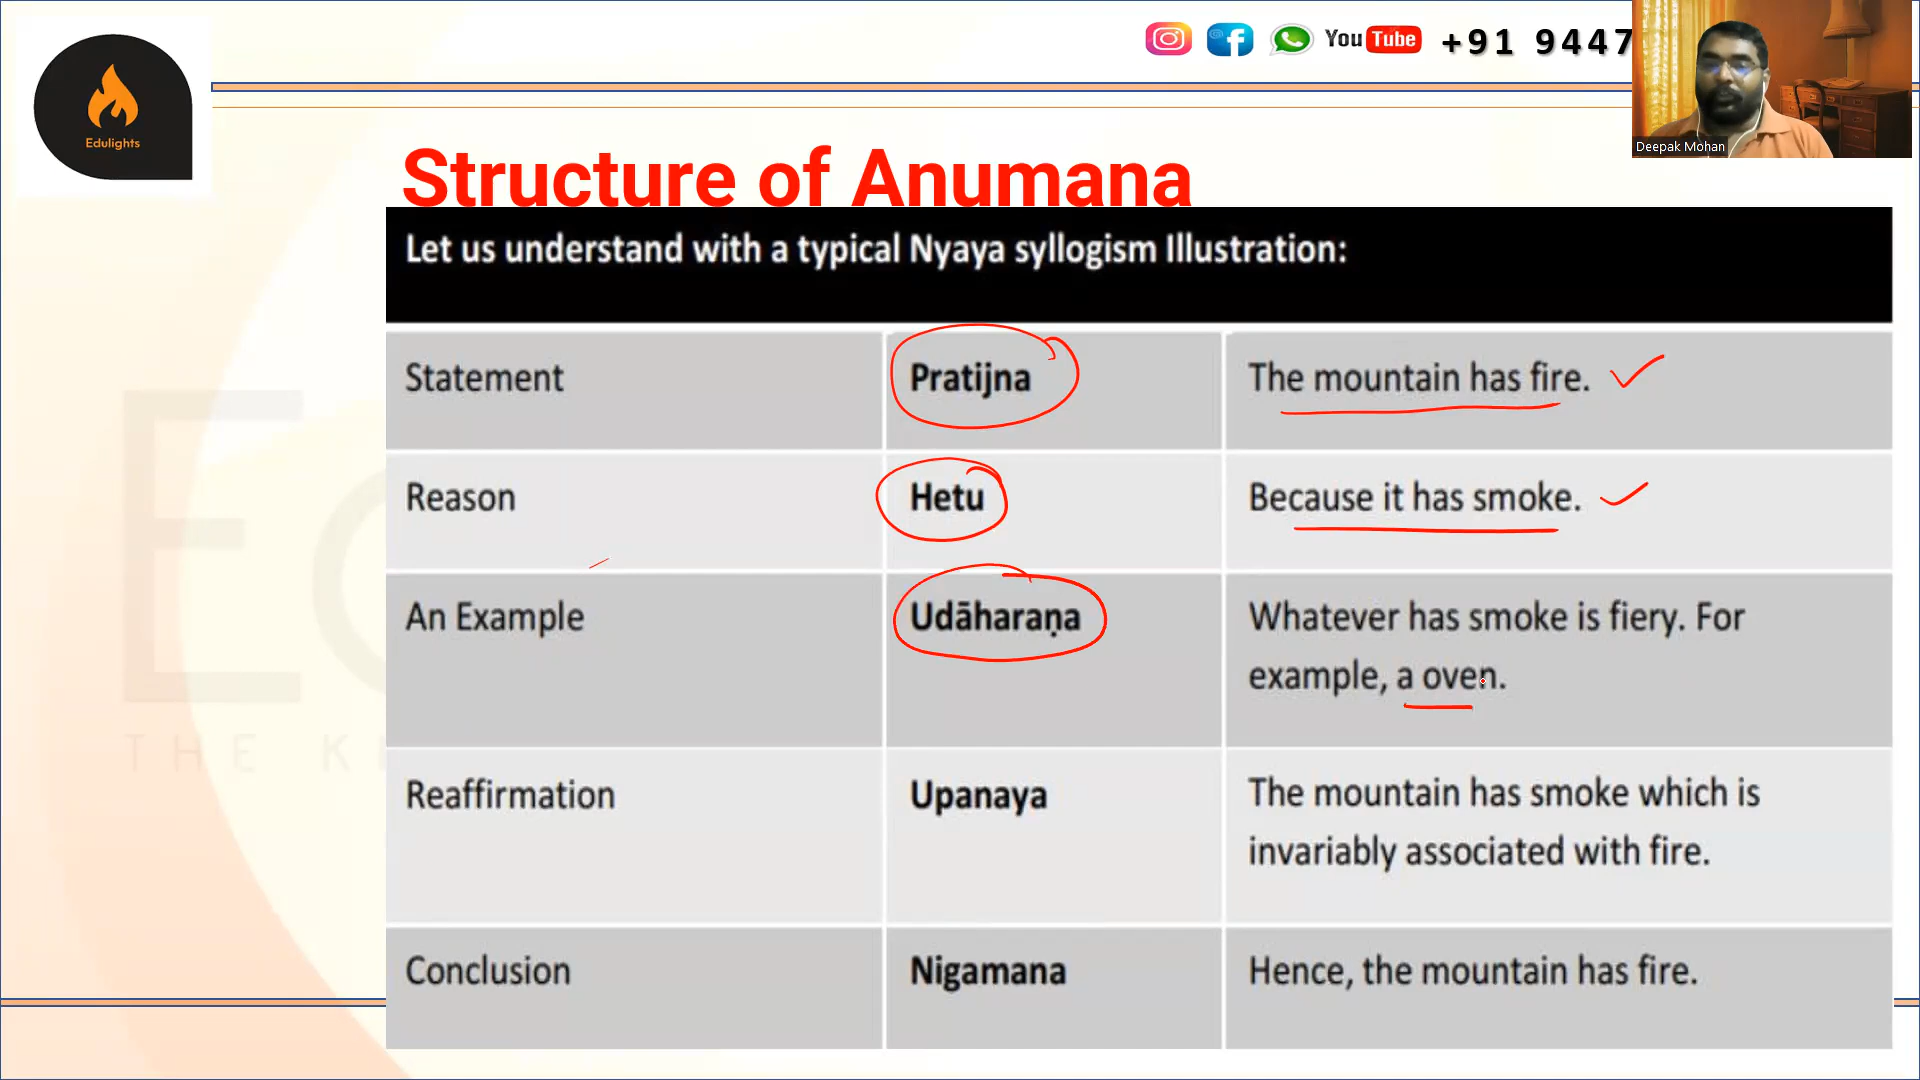 You Tube +91 9447
Edulights
Deepak Mohan
Structure of Anumana
Let us understand with a typical Nyaya syllogism Illustration:
Statement Pratijna The mountain has fire.
Reason Hetu Because it has smoke.
An Example Udāharaṇa Whatever has smoke is fiery. For
example, a oven.
Reaffirmation Upanaya The mountain has smoke which is
invariably associated with fire.
Conclusion Nigamana Hence, the mountain has fire.